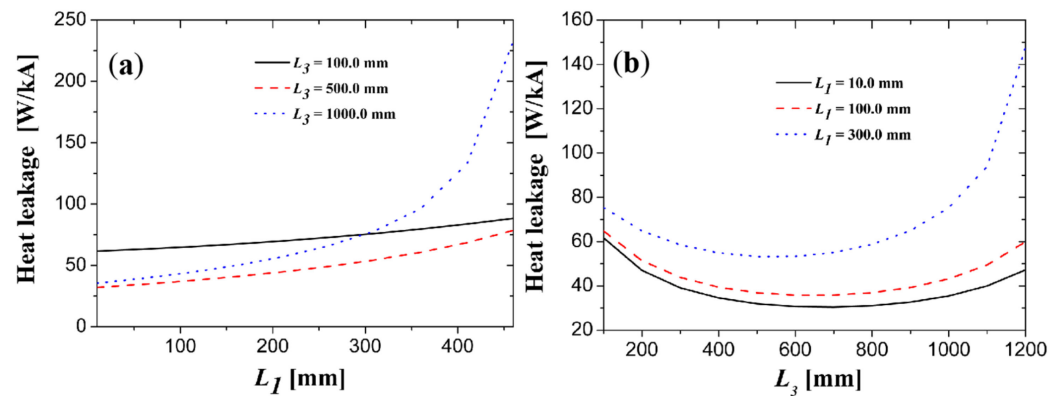 (a)
L3 = 100.0 mm
L3 = 500.0 mm
L3 = 1000.0 mm
Heat leakage [W/kA]
250
200
150
100
50
25
0
100 200 300 400
L1 [mm]
(b)
L1 = 10.0 mm
L1 = 100.0 mm
L1 = 300.0 mm
Heat leakage [W/kA]
160
140
120
100
80
60
40
20
200 400 600 800 1000 1200
L3 [mm]